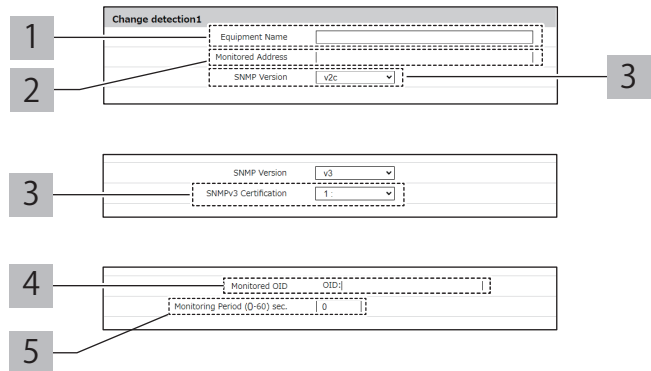 Change detection1
1
Equipment Name
Monitored Address
2
SNMP Version v2c
3
SNMP Version v3
3
SNMPv3 Certification 1 :
4
Monitored OID OID:
Monitoring Period (0-60) sec. 0
5